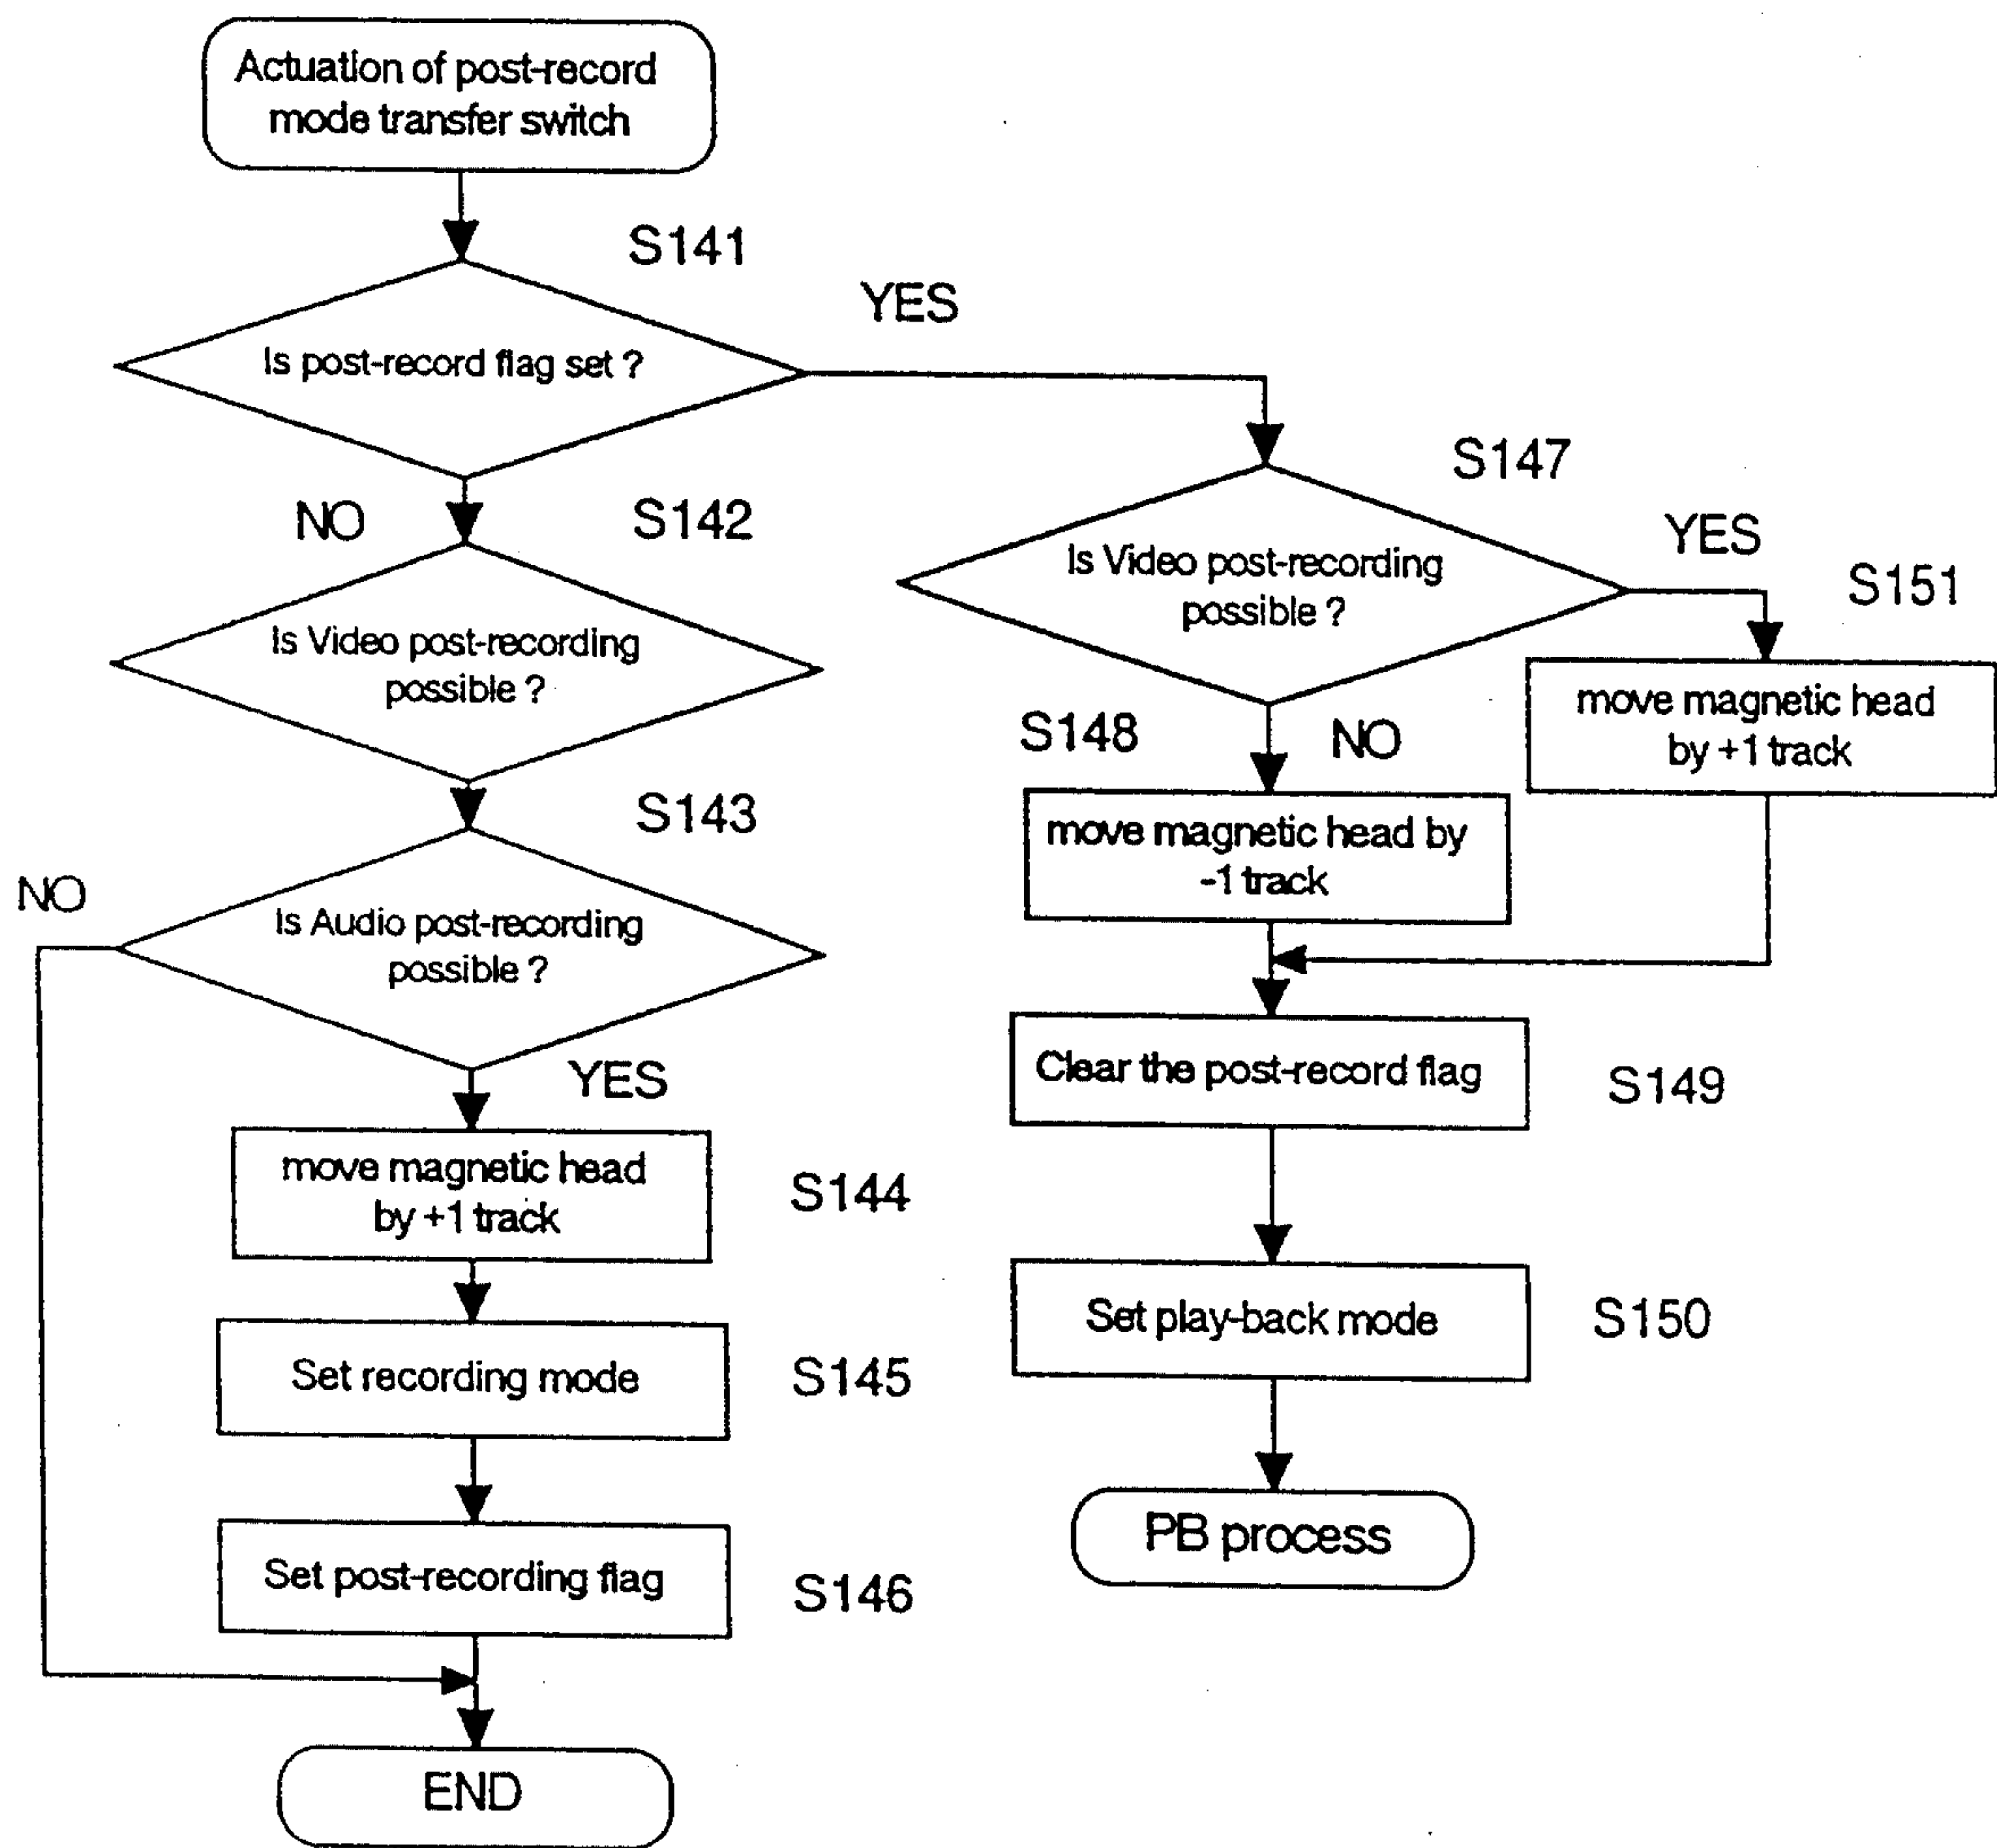 Actuation of post-record
mode transfer switch
S141
YES
Is post-record flag set ?
NO
S142
Is Video post-recording
possible ?
S143
NO
Is Audio post-recording
possible ?
YES
move magnetic head
by +1 track
S144
Set recording mode
S145
Set post-recording flag
S146
END
S147
YES
Is Video post-recording
possible ?
S151
move magnetic head
by +1 track
S148
NO
move magnetic head by
-1 track
Clear the post-record flag
S149
Set play-back mode
S150
PB process